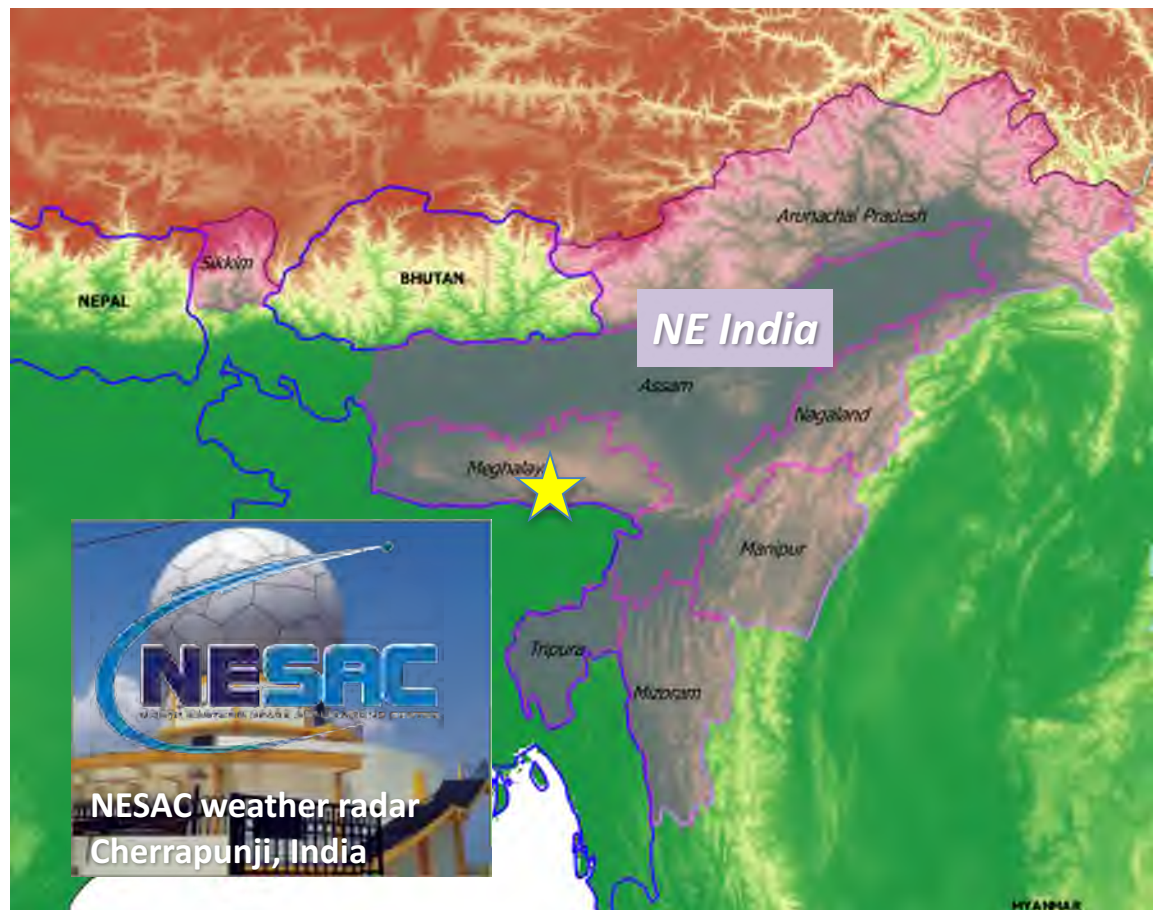 Arunachal Pradesh
Sikkim
BHUTAN
NEPAL
NE India
Assam
Nagaland
Meghalay
Manipur
Tripura
Mizoram
NESAC
NESAC weather radar
Cherrapunji, India
MYANMAR